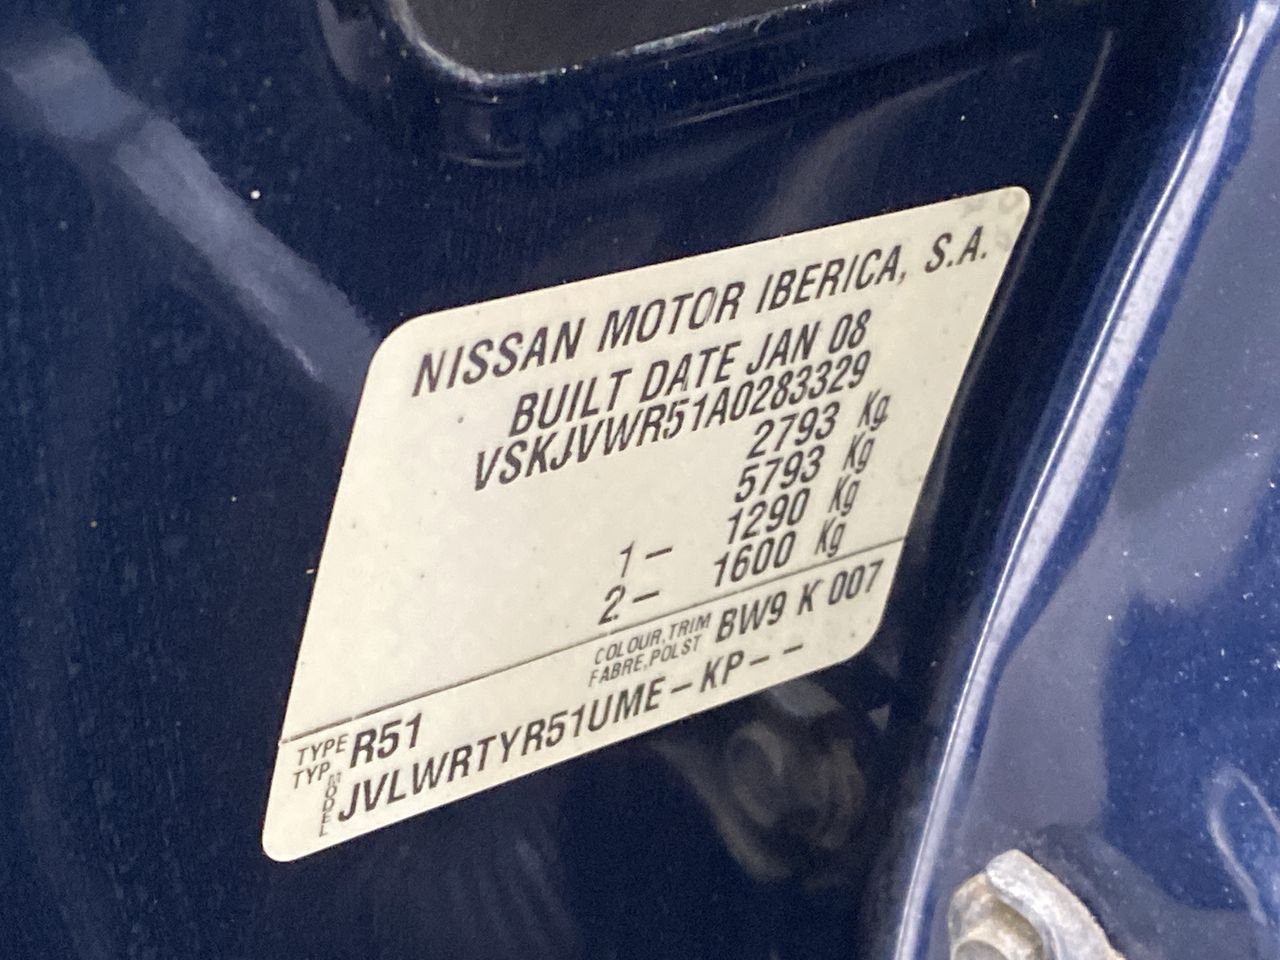 NISSAN MOTOR IBERICA, S.A.
BUILT DATE JAN 08
VSKJVWR51A0283329
2793 Kg
5793 Kg
1 – 1290 Kg
2 – 1600 Kg
COLOUR,TRIM BW9 K 007
FABRE,POLST
TYPE R51
TYP
MODEL JVLWRTYR51UME – KP – –